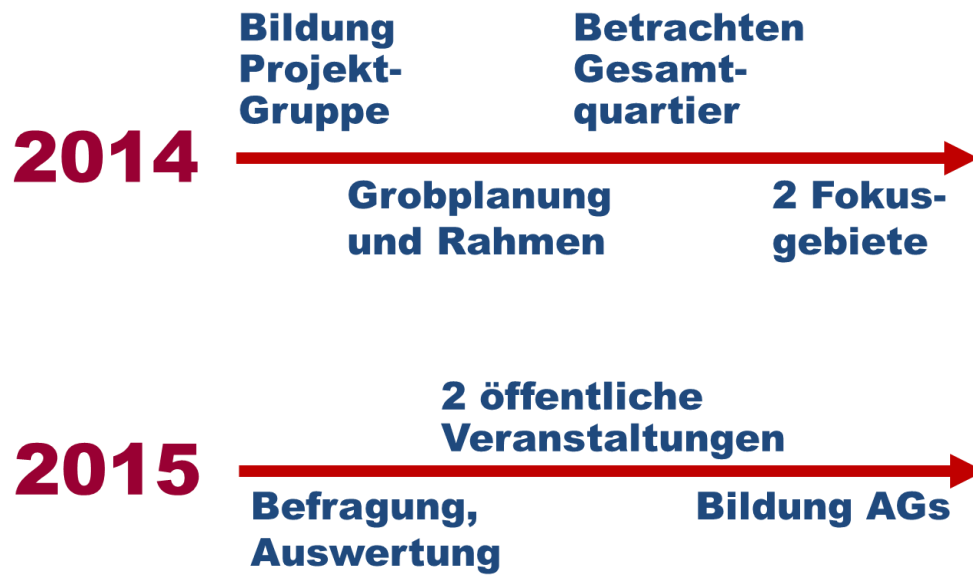 Bildung
Projekt-
Gruppe
Betrachten
Gesamt-
quartier
2014
Grobplanung
und Rahmen
2 Fokus-
gebiete
2 öffentliche
Veranstaltungen
2015
Befragung,
Auswertung
Bildung AGs